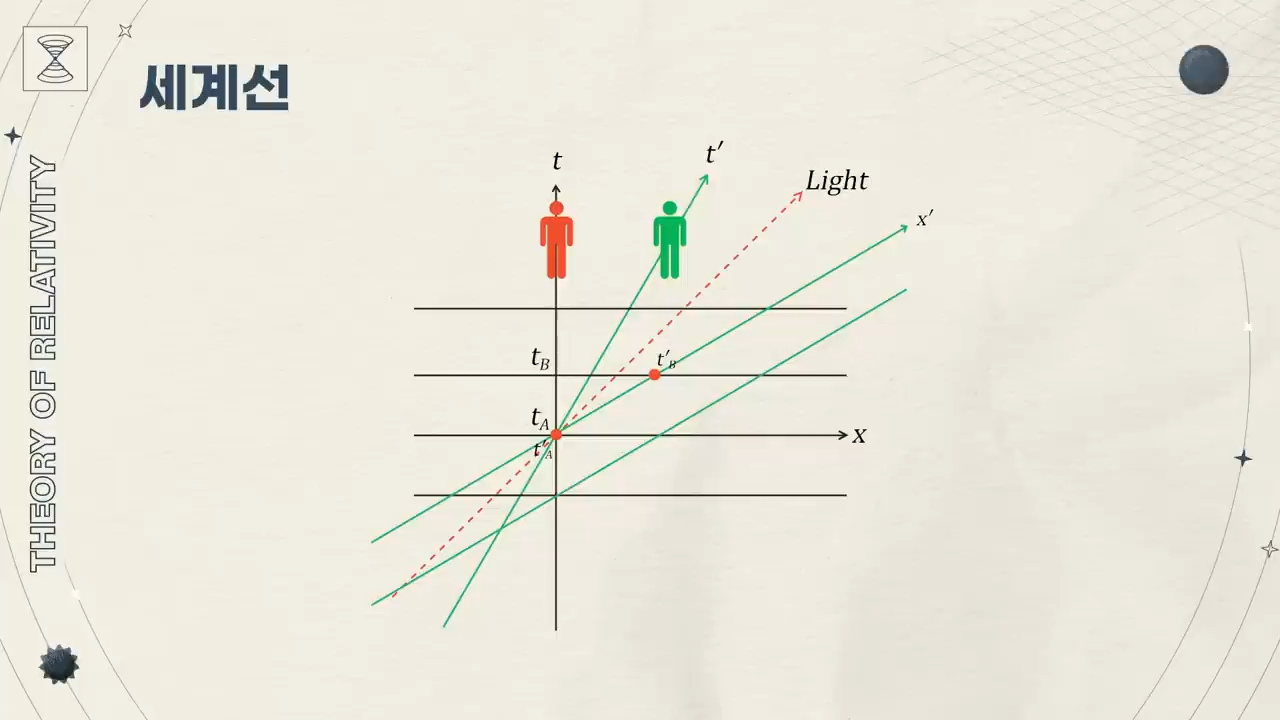 세계선
THEORY OF RELATIVITY
t
t′
Light
x′
t_B
t′_B
t_A
t′_A
x